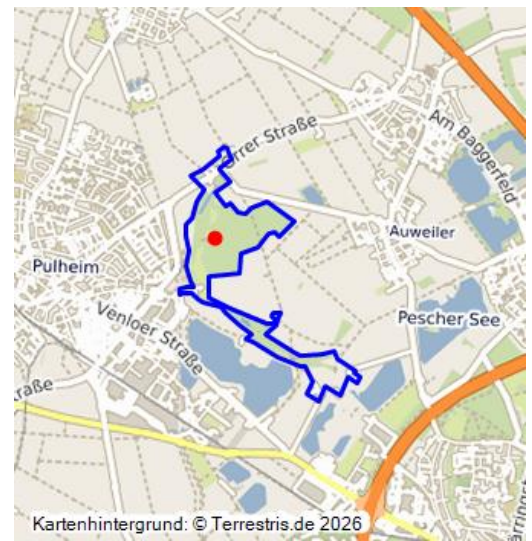 rrer Straße
Am Baggerfeld
Auweiler
Pulheim
Pescher See
Venloer Straße
raße
Kartenhintergrund: © Terrestris.de 2026